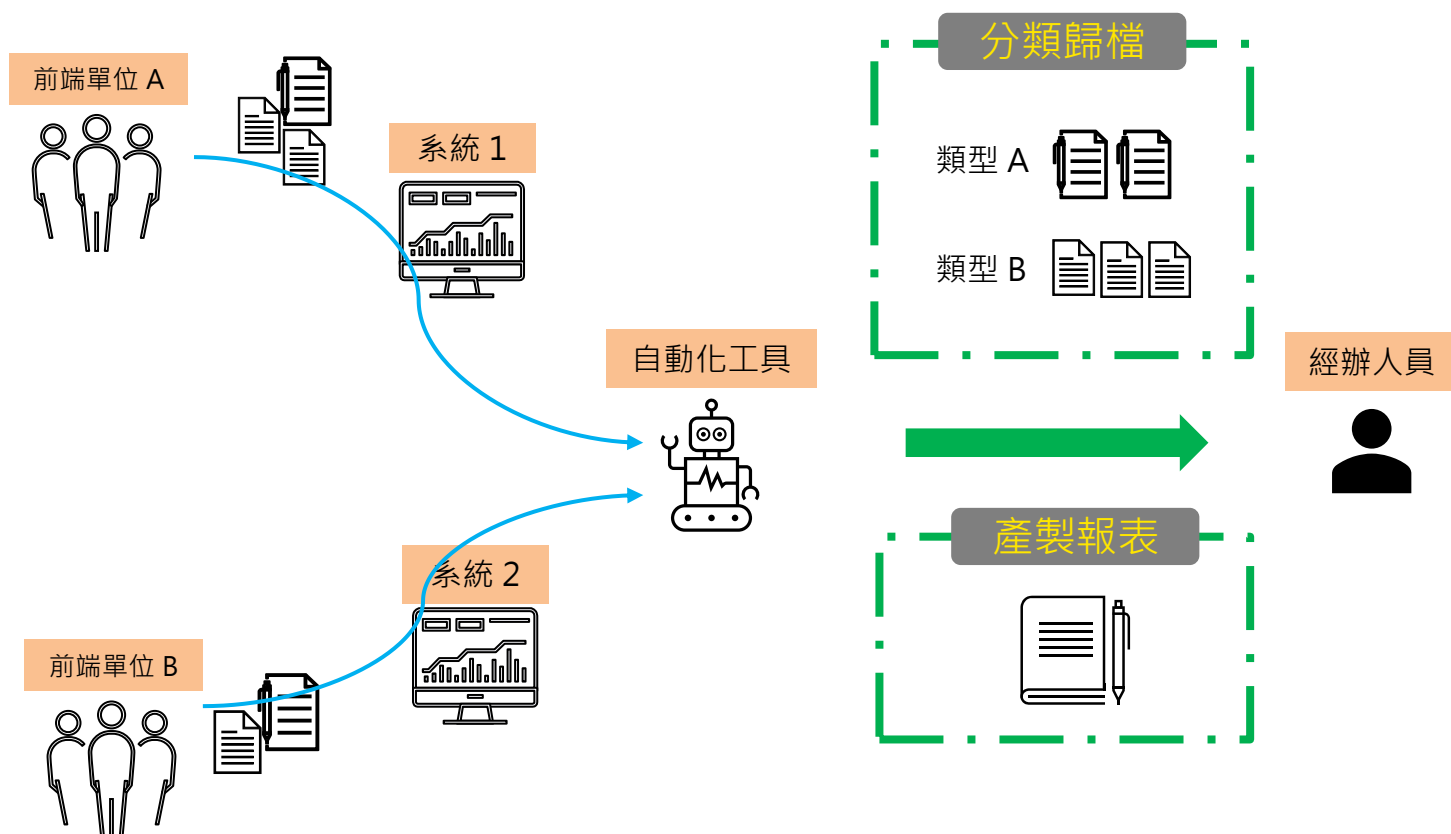 分類歸檔
前端單位 A
系統 1
類型 A
類型 B
自動化工具
經辦人員
產製報表
系統 2
前端單位 B